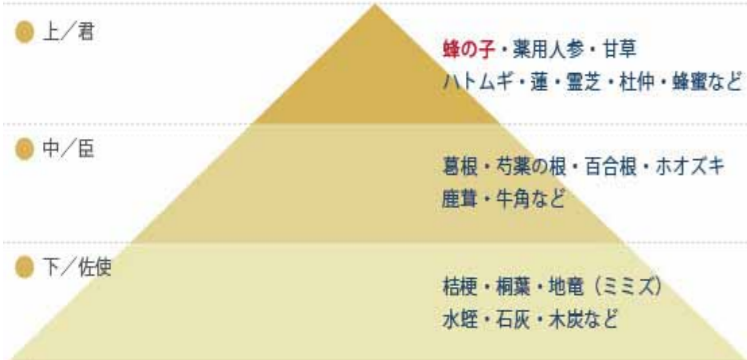 上／君
蜂の子・薬用人参・甘草
ハトムギ・蓮・霊芝・杜仲・蜂蜜など
中／臣
葛根・芍薬の根・百合根・ホオズキ
鹿茸・牛角など
下／佐使
桔梗・桐葉・地竜（ミミズ）
水蛭・石灰・木炭など